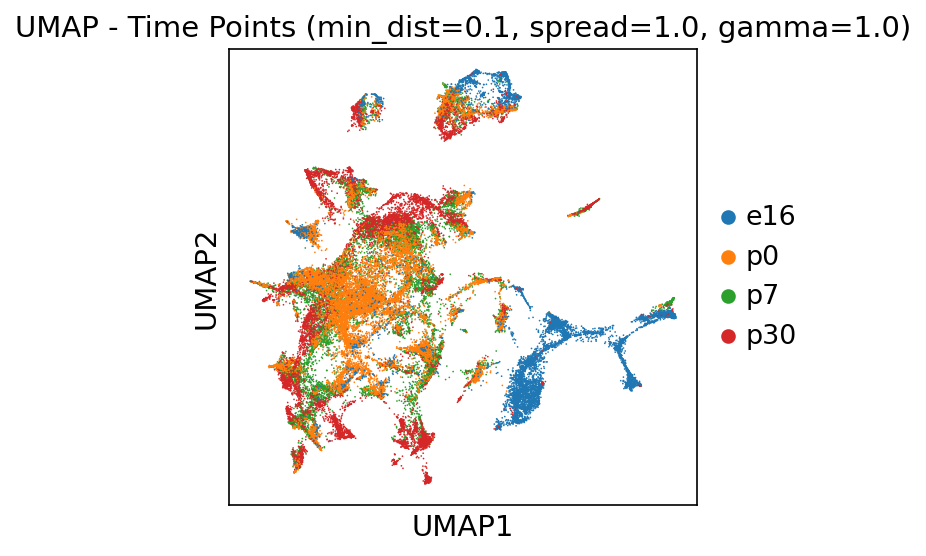 UMAP - Time Points (min_dist=0.1, spread=1.0, gamma=1.0)
UMAP2
e16
p0
p7
p30
UMAP1